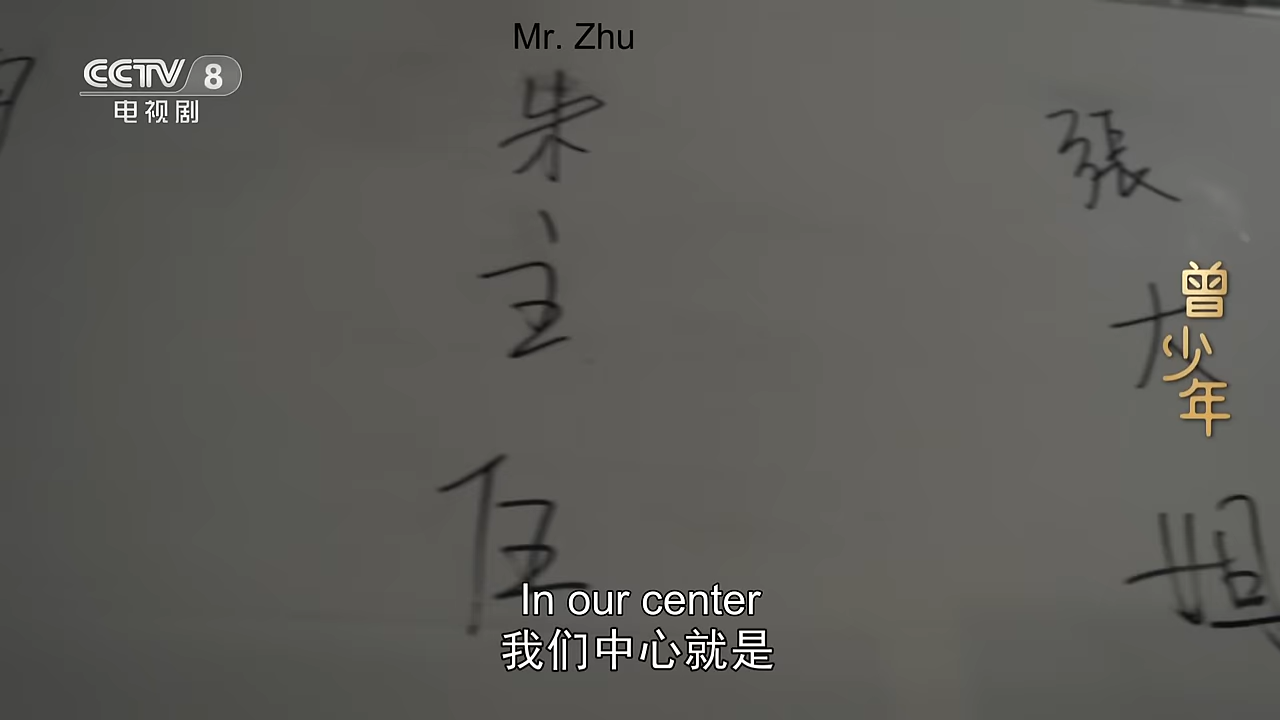 Mr. Zhu
CCTV 8
电视剧
朱主任
張大
曾少年
In our center
我们中心就是